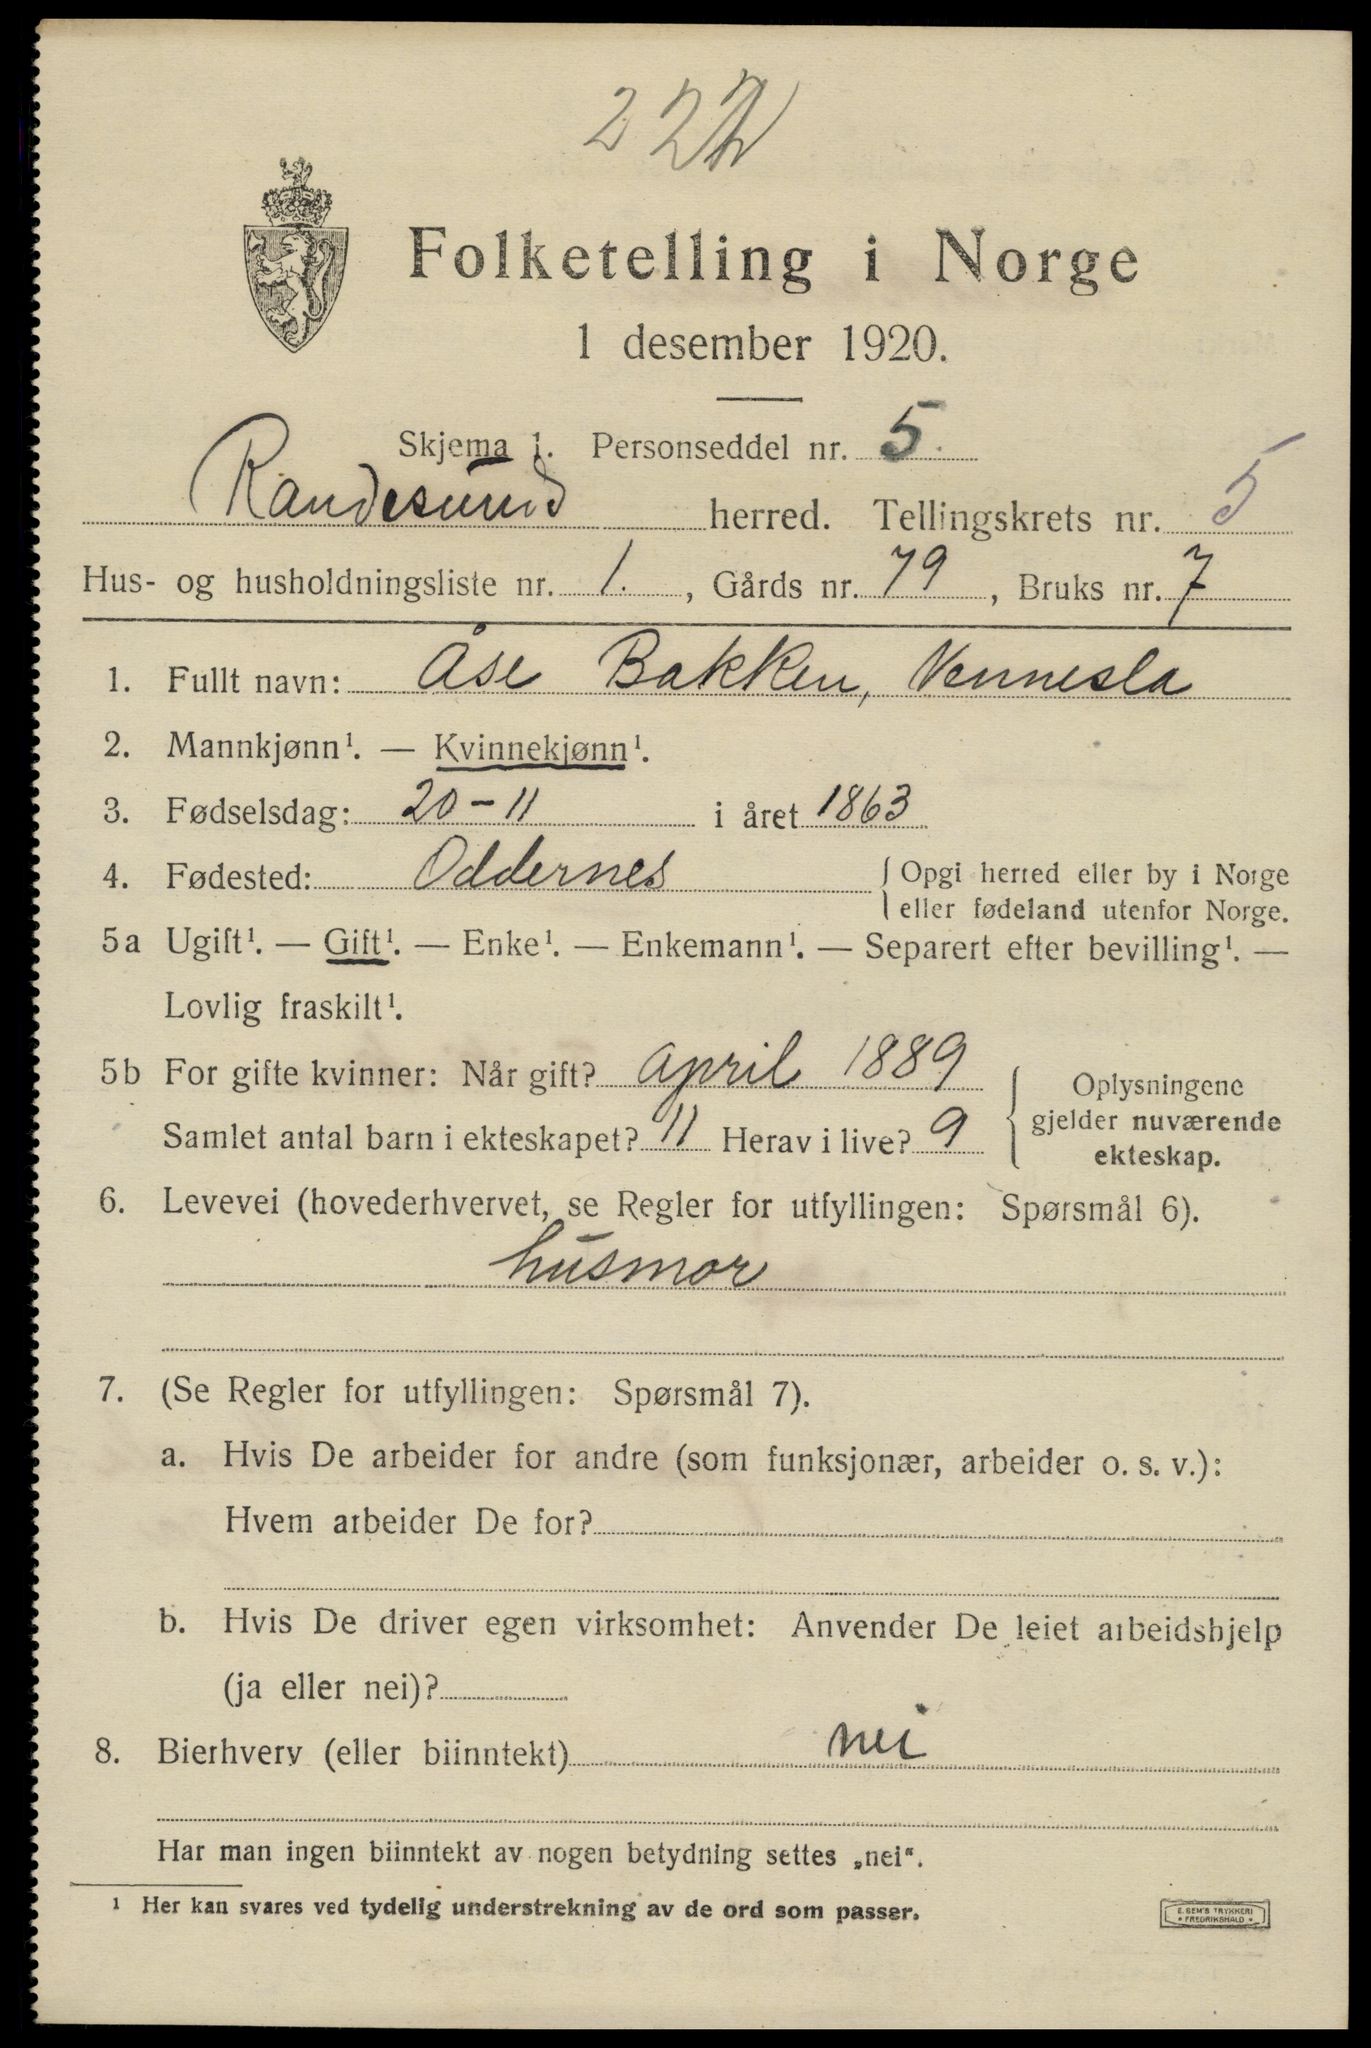 222
Folketelling i Norge
1 desember 1920.
Skjema 1. Personseddel nr. 5.
Randesund herred. Tellingskrets nr. 5
Hus- og husholdningsliste nr. 1. , Gårds nr. 79 , Bruks nr. 7
1. Fullt navn: Åse Bakken, Vennesla
2. Mannkjønn¹. — Kvinnekjønn¹.
3. Fødselsdag: 20-11 i året 1863
4. Fødested: Oddernes { Opgi herred eller by i Norge
eller fødeland utenfor Norge.
5a Ugift¹. — Gift¹. — Enke¹. — Enkemann¹. — Separert efter bevilling¹. —
Lovlig fraskilt¹.
5b For gifte kvinner: Når gift? april 1889
Samlet antal barn i ekteskapet? 11 Herav i live? 9
{ Oplysningene
gjelder nuværende
ekteskap.
6. Levevei (hovederhvervet, se Regler for utfyllingen: Spørsmål 6).
husmor
7. (Se Regler for utfyllingen: Spørsmål 7).
a. Hvis De arbeider for andre (som funksjonær, arbeider o. s. v.):
Hvem arbeider De for?
b. Hvis De driver egen virksomhet: Anvender De leiet arbeidshjelp
(ja eller nei)?
8. Bierhverv (eller biinntekt) nei
Har man ingen biinntekt av nogen betydning settes „nei“.
¹ Her kan svares ved tydelig understrekning av de ord som passer.
E. SEM'S TRYKKERI
* FREDRIKSHALD *